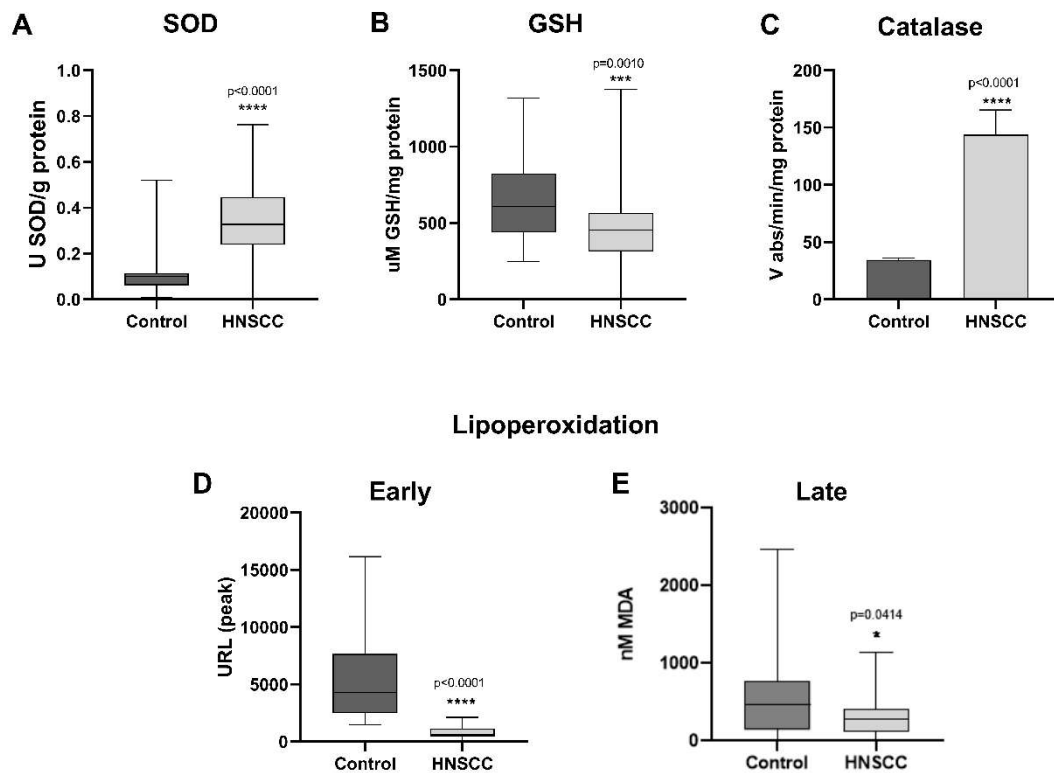 A
SOD
U SOD/g protein
1.0
0.8
0.6
0.4
0.2
0.0
p<0.0001
****
Control
HNSCC
B
GSH
uM GSH/mg protein
1500
1000
500
0
p=0.0010
***
Control
HNSCC
C
Catalase
V abs/min/mg protein
200
150
100
50
0
p<0.0001
****
Control
HNSCC
Lipoperoxidation
D
Early
URL (peak)
20000
15000
10000
5000
0
p<0.0001
****
Control
HNSCC
E
Late
nM MDA
3000
2000
1000
0
p=0.0414
*
Control
HNSCC